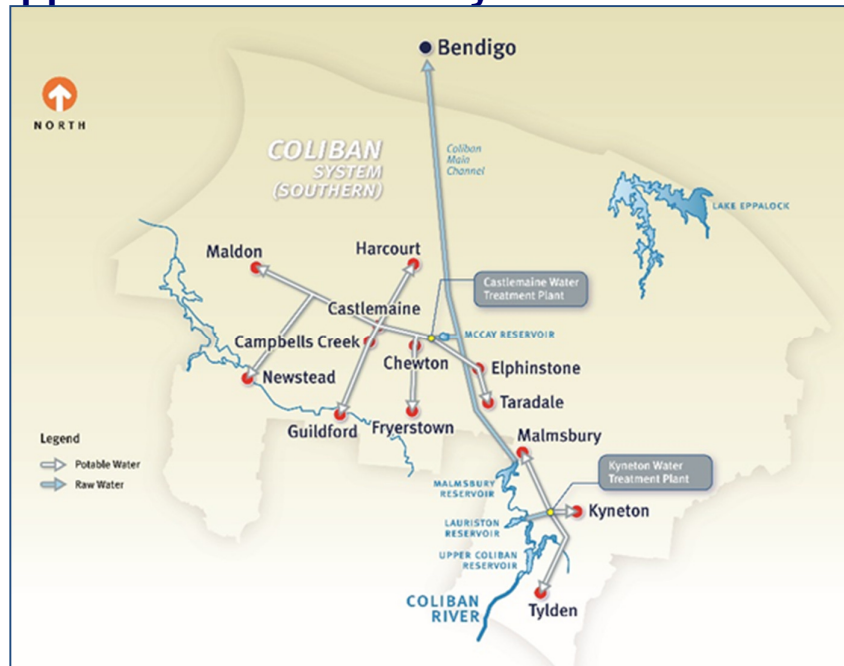 Bendigo
NORTH
COLIBAN
SYSTEM
(SOUTHERN)
Coliban
Main
Channel
LAKE EPPALOCK
Maldon
Harcourt
Castlemaine Water
Treatment Plant
Castlemaine
MCCAY RESERVOIR
Campbells Creek
Chewton
Elphinstone
Newstead
Taradale
Guildford
Fryerstown
Malmsbury
Legend
Potable Water
Raw Water
Kyneton Water
Treatment Plant
MALMSBURY
RESERVOIR
Kyneton
LAURISTON
RESERVOIR
UPPER COLIBAN
RESERVOIR
COLIBAN
RIVER
Tylden